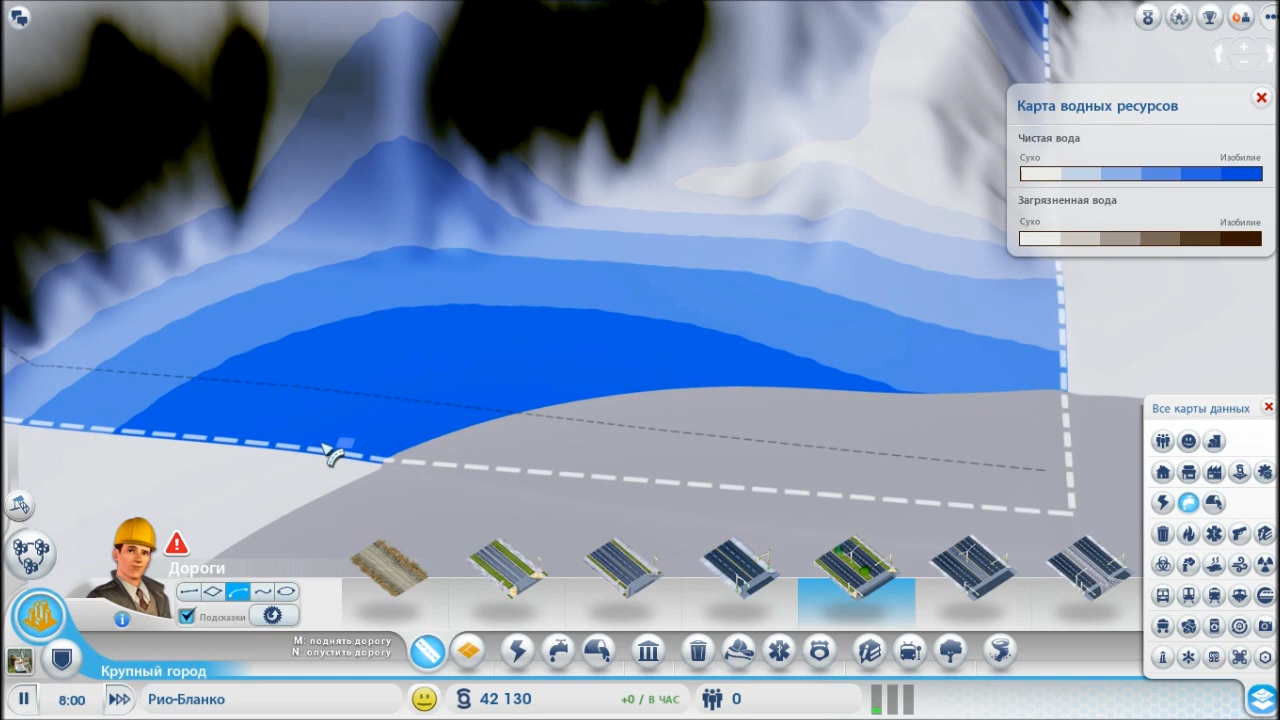 Карта водных ресурсов
Чистая вода
Сухо Изобилие
Загрязненная вода
Сухо Изобилие
Все карты данных
Дороги
Подсказки
M: поднять дорогу
N: опустить дорогу
Крупный город
8:00 Рио-Бланко 42 130 +0 / В ЧАС 0